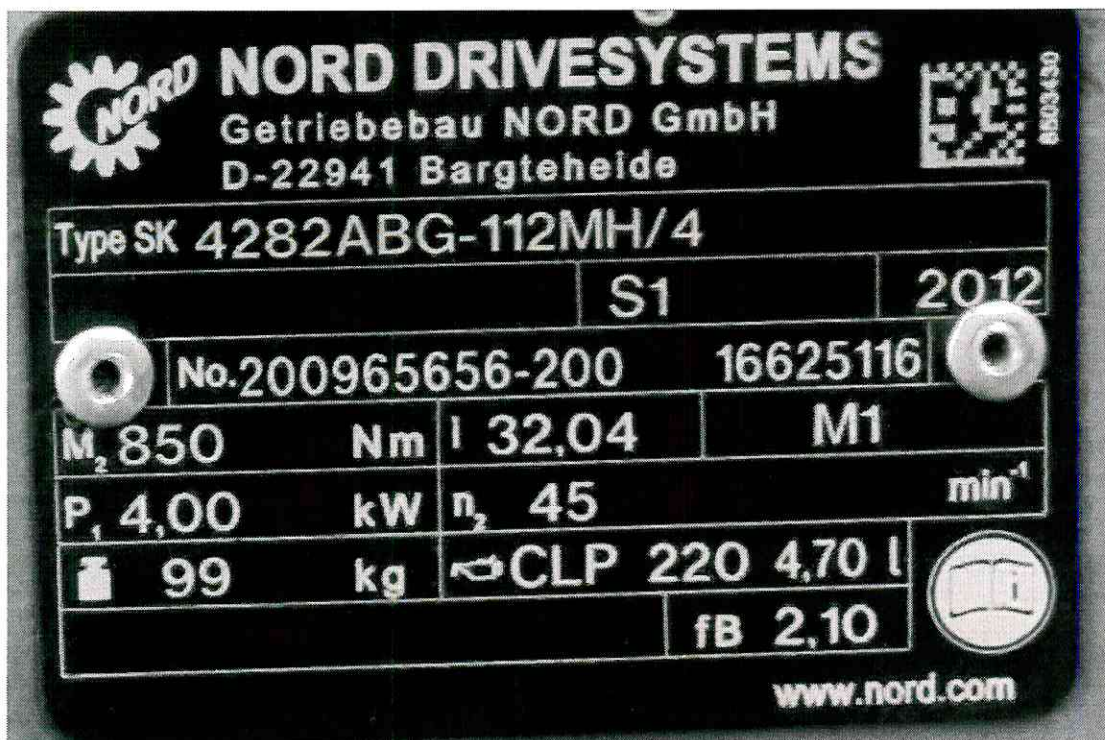 NORD
NORD DRIVESYSTEMS
Getriebebau NORD GmbH
D-22941 Bargteheide
8503430
Type SK 4282ABG-112MH/4
S1 2012
No. 200965656-200 16625116
M₂ 850 Nm i 32,04 M1
P₁ 4,00 kW n₂ 45 min⁻¹
99 kg CLP 220 4,70 l
fB 2,10
i
www.nord.com